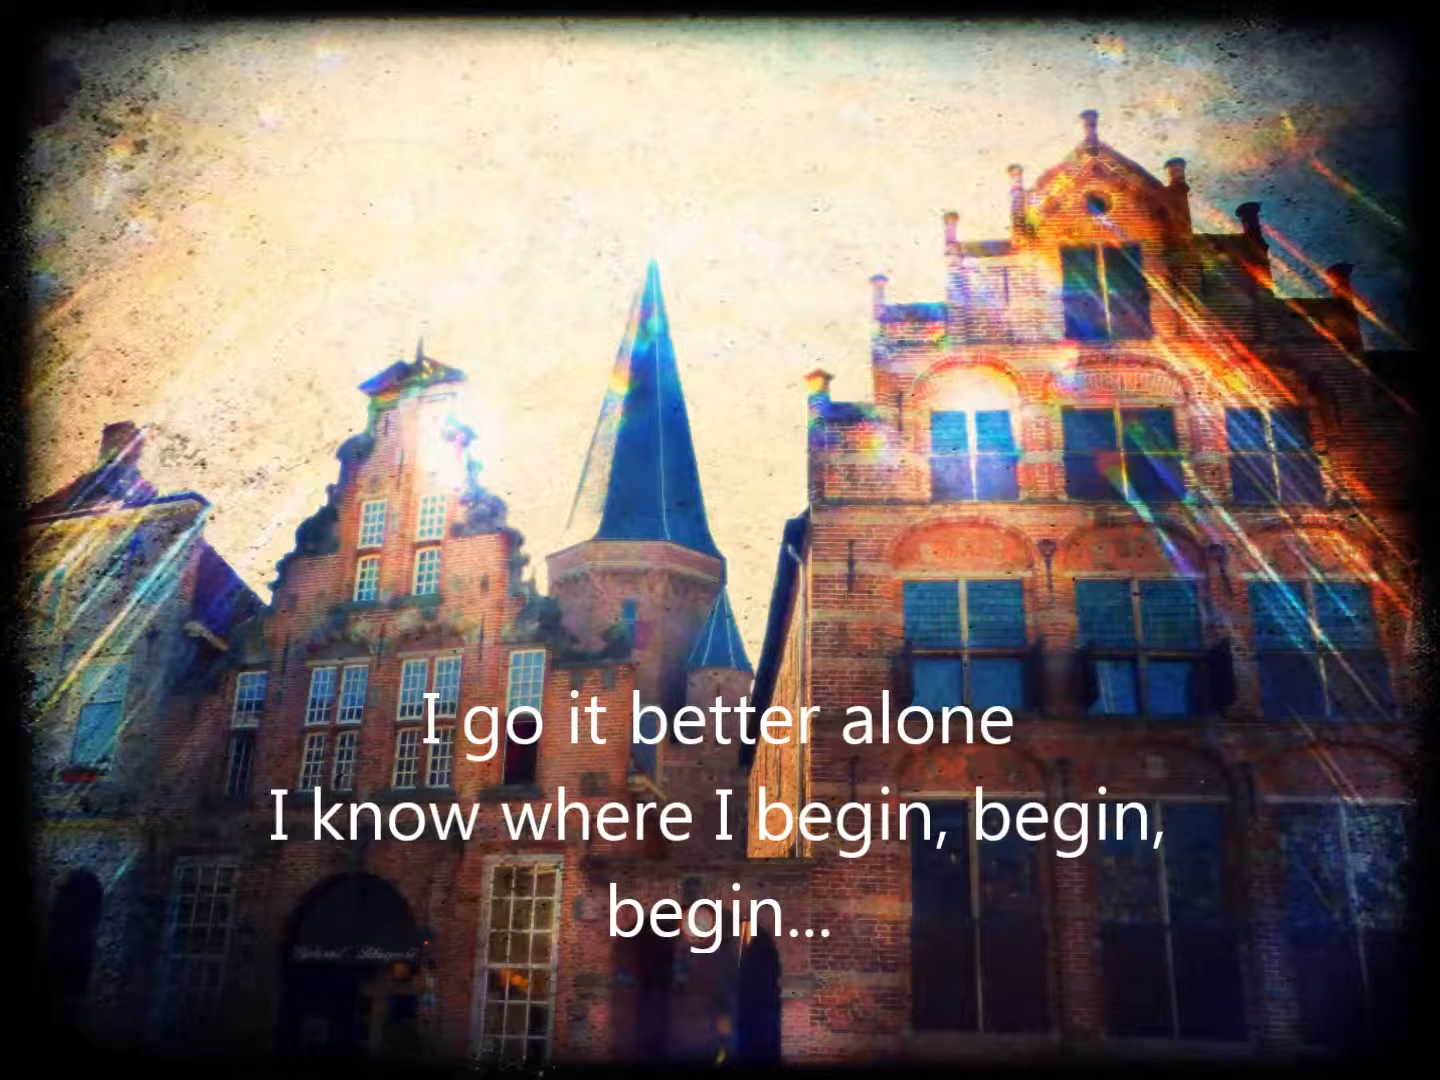 I go it better alone
I know where I begin, begin,
begin...